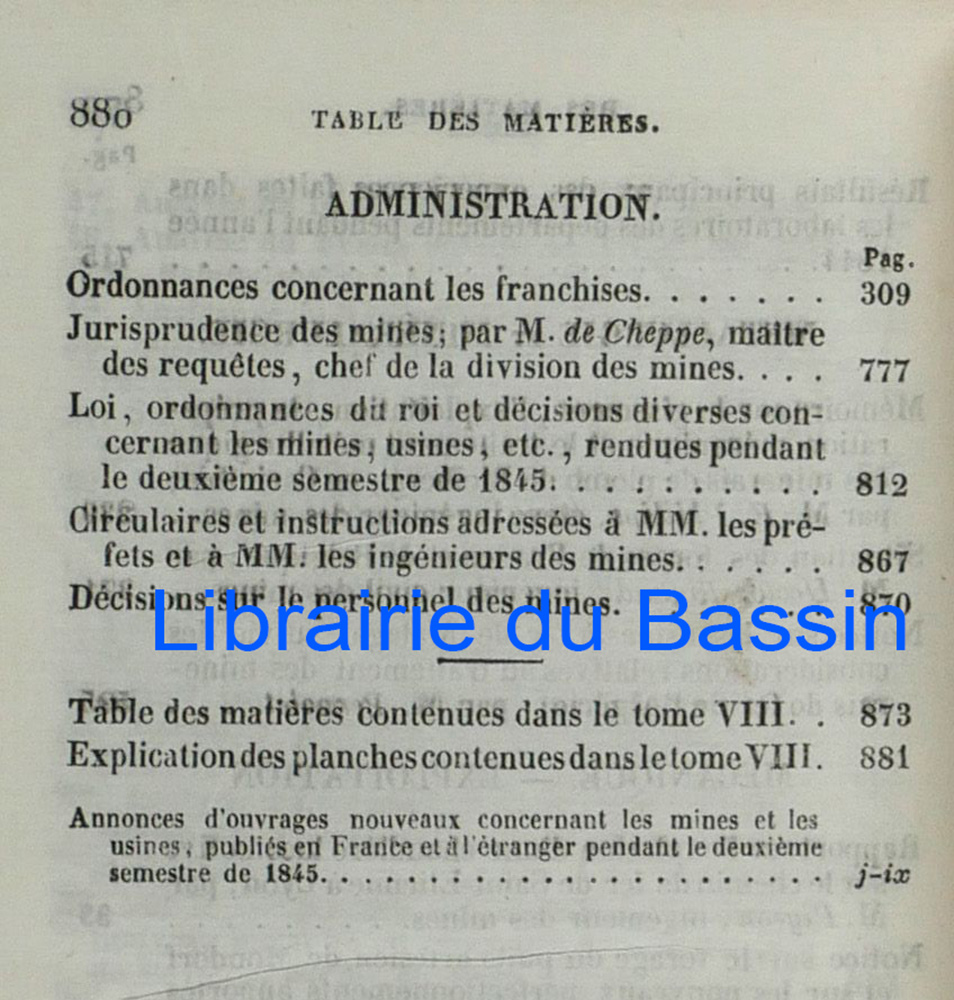 880 TABLE DES MATIÈRES.
ADMINISTRATION.
Pag.
Ordonnances concernant les franchises. . . . . . . 309
Jurisprudence des mines; par M. de Cheppe, maître
des requêtes, chef de la division des mines. . . . 777
Loi, ordonnances du roi et décisions diverses con-
cernant les mines, usines, etc., rendues pendant
le deuxième semestre de 1845. . . . . . . . . . 812
Circulaires et instructions adressées à MM. les pré-
fets et à MM. les ingénieurs des mines. . . . . . 867
Décisions sur le personnel des mines. . . . . . 870
Librairie du Bassin
Table des matières contenues dans le tome VIII. . 873
Explication des planches contenues dans le tome VIII. 881
Annonces d'ouvrages nouveaux concernant les mines et les
usines, publiés en France et à l'étranger pendant le deuxième
semestre de 1845. . . . . . . . . . . . . . . . . . . . . j-ix